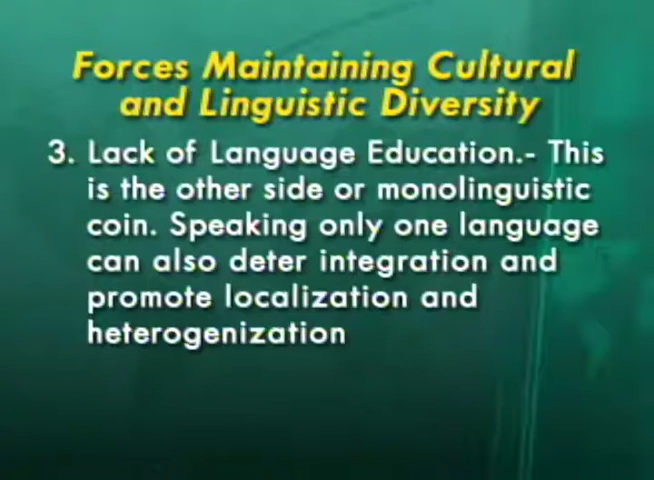 Forces Maintaining Cultural
and Linguistic Diversity
3. Lack of Language Education.- This
is the other side or monolinguistic
coin. Speaking only one language
can also deter integration and
promote localization and
heterogenization